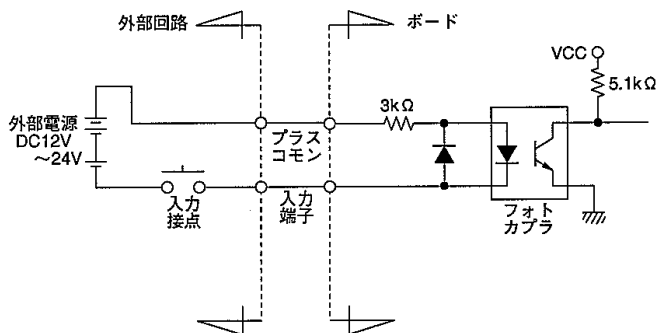 外部回路
ボード
VCC
5.1kΩ
3kΩ
外部電源
DC12V
～24V
プラス
コモン
入力
接点
入力
端子
フォト
カプラ